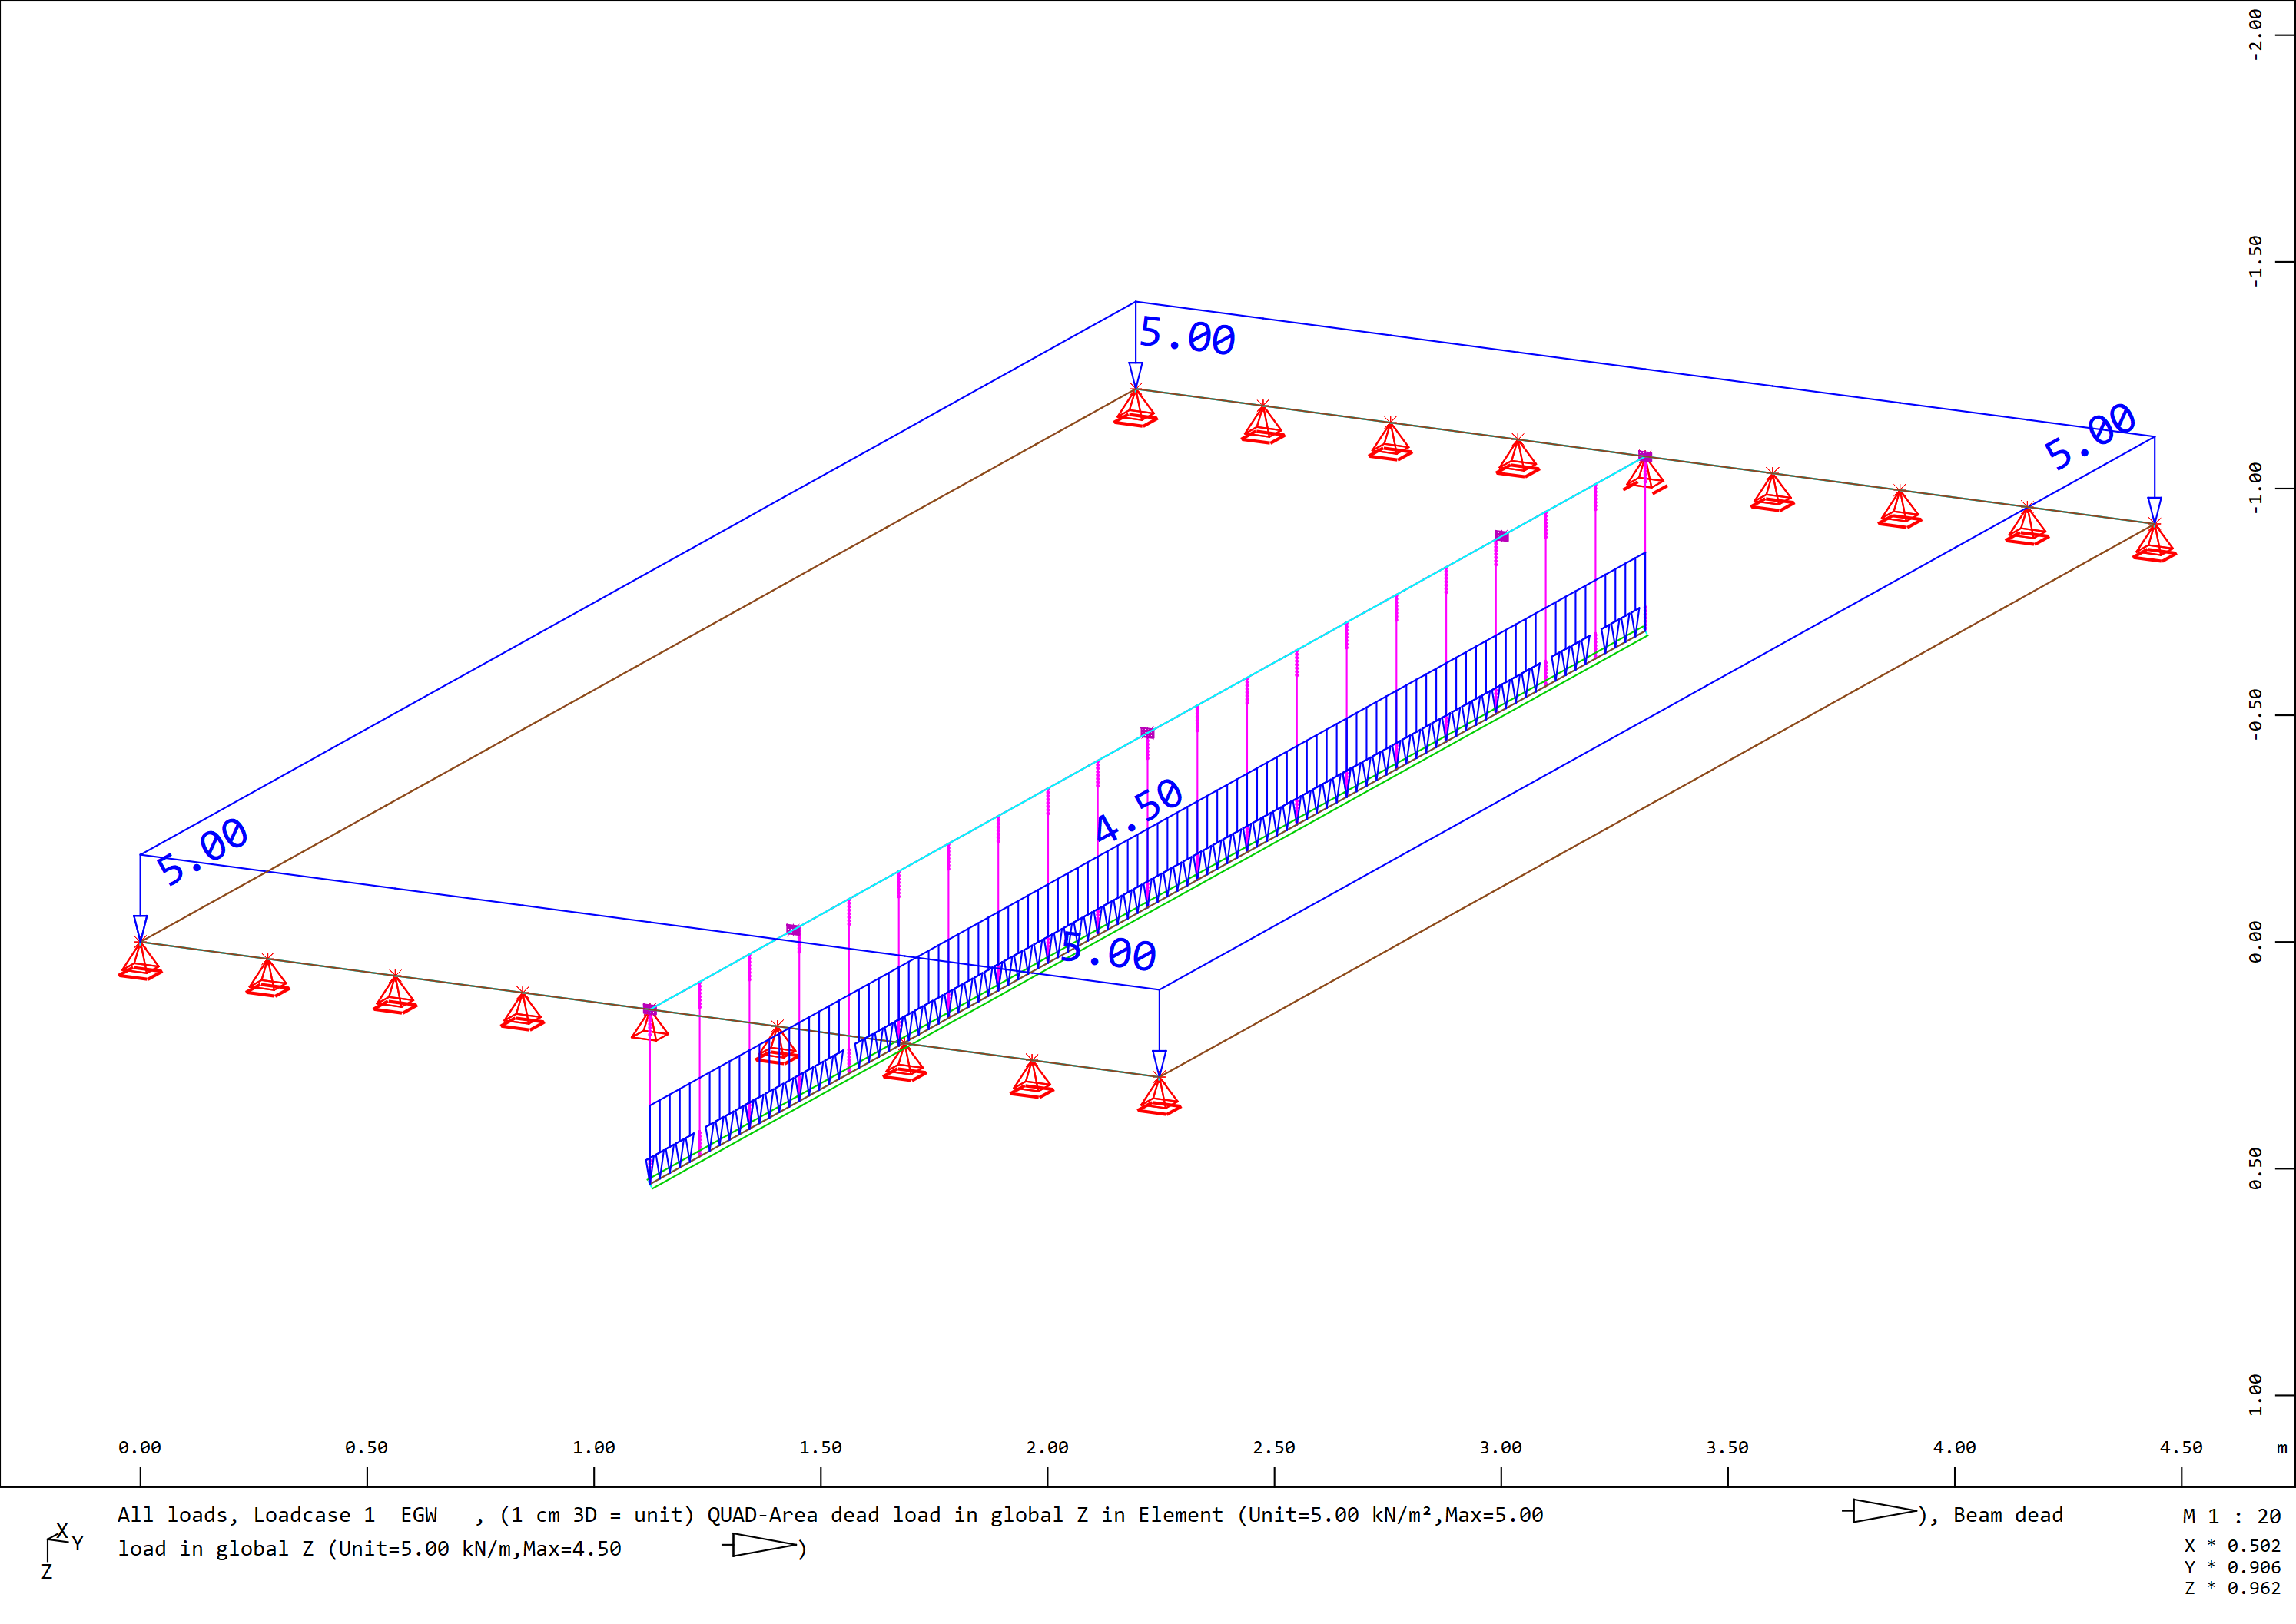 -2.00
-1.50
5.00
5.00
-1.00
-0.50
4.50
5.00
5.00
0.00
0.50
1.00
0.00 0.50 1.00 1.50 2.00 2.50 3.00 3.50 4.00 4.50 m
All loads, Loadcase 1 EGW , (1 cm 3D = unit) QUAD-Area dead load in global Z in Element (Unit=5.00 kN/m²,Max=5.00 ), Beam dead
load in global Z (Unit=5.00 kN/m,Max=4.50 )
M 1 : 20
X * 0.502
Y * 0.906
Z * 0.962
X
Y
Z